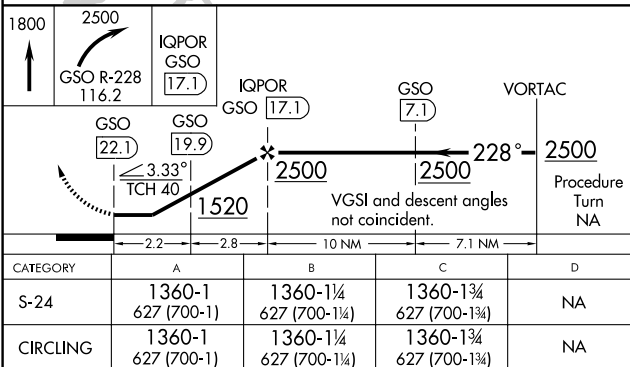 1800
2500
GSO R-228
116.2
IQPOR
GSO
17.1
GSO
22.1
GSO
19.9
IQPOR
GSO 17.1
GSO
7.1
VORTAC
3.33°
TCH 40
1520
2500
2500
228°
2500
VGSI and descent angles
not coincident.
Procedure
Turn
NA
2.2 2.8 10 NM 7.1 NM
CATEGORY A B C D
S-24 1360-1 1360-1¼ 1360-1¾ NA
627 (700-1) 627 (700-1¼) 627 (700-1¾)
CIRCLING 1360-1 1360-1¼ 1360-1¾ NA
627 (700-1) 627 (700-1¼) 627 (700-1¾)